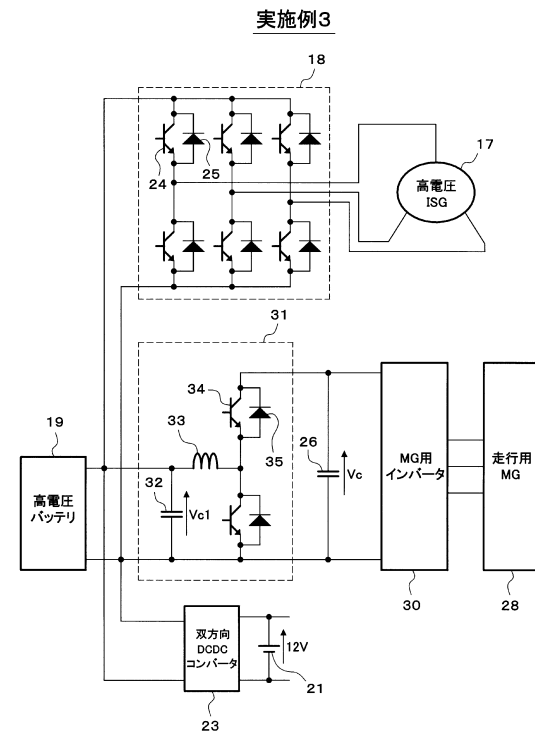 実施例3
18
24
25
17
高電圧
ISG
31
34
33
35
19
高電圧
バッテリ
32
Vc1
26
Vc
MG用
インバータ
走行用
MG
30
28
双方向
DCDC
コンバータ
12V
21
23